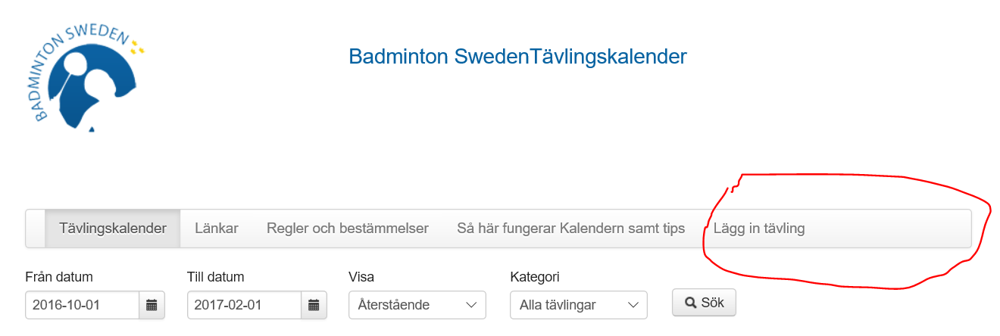 BADMINTON SWEDEN
Badminton SwedenTävlingskalender
Tävlingskalender Länkar Regler och bestämmelser Så här fungerar Kalendern samt tips Lägg in tävling
Från datum Till datum Visa Kategori
2016-10-01 2017-02-01 Återstående Alla tävlingar Sök